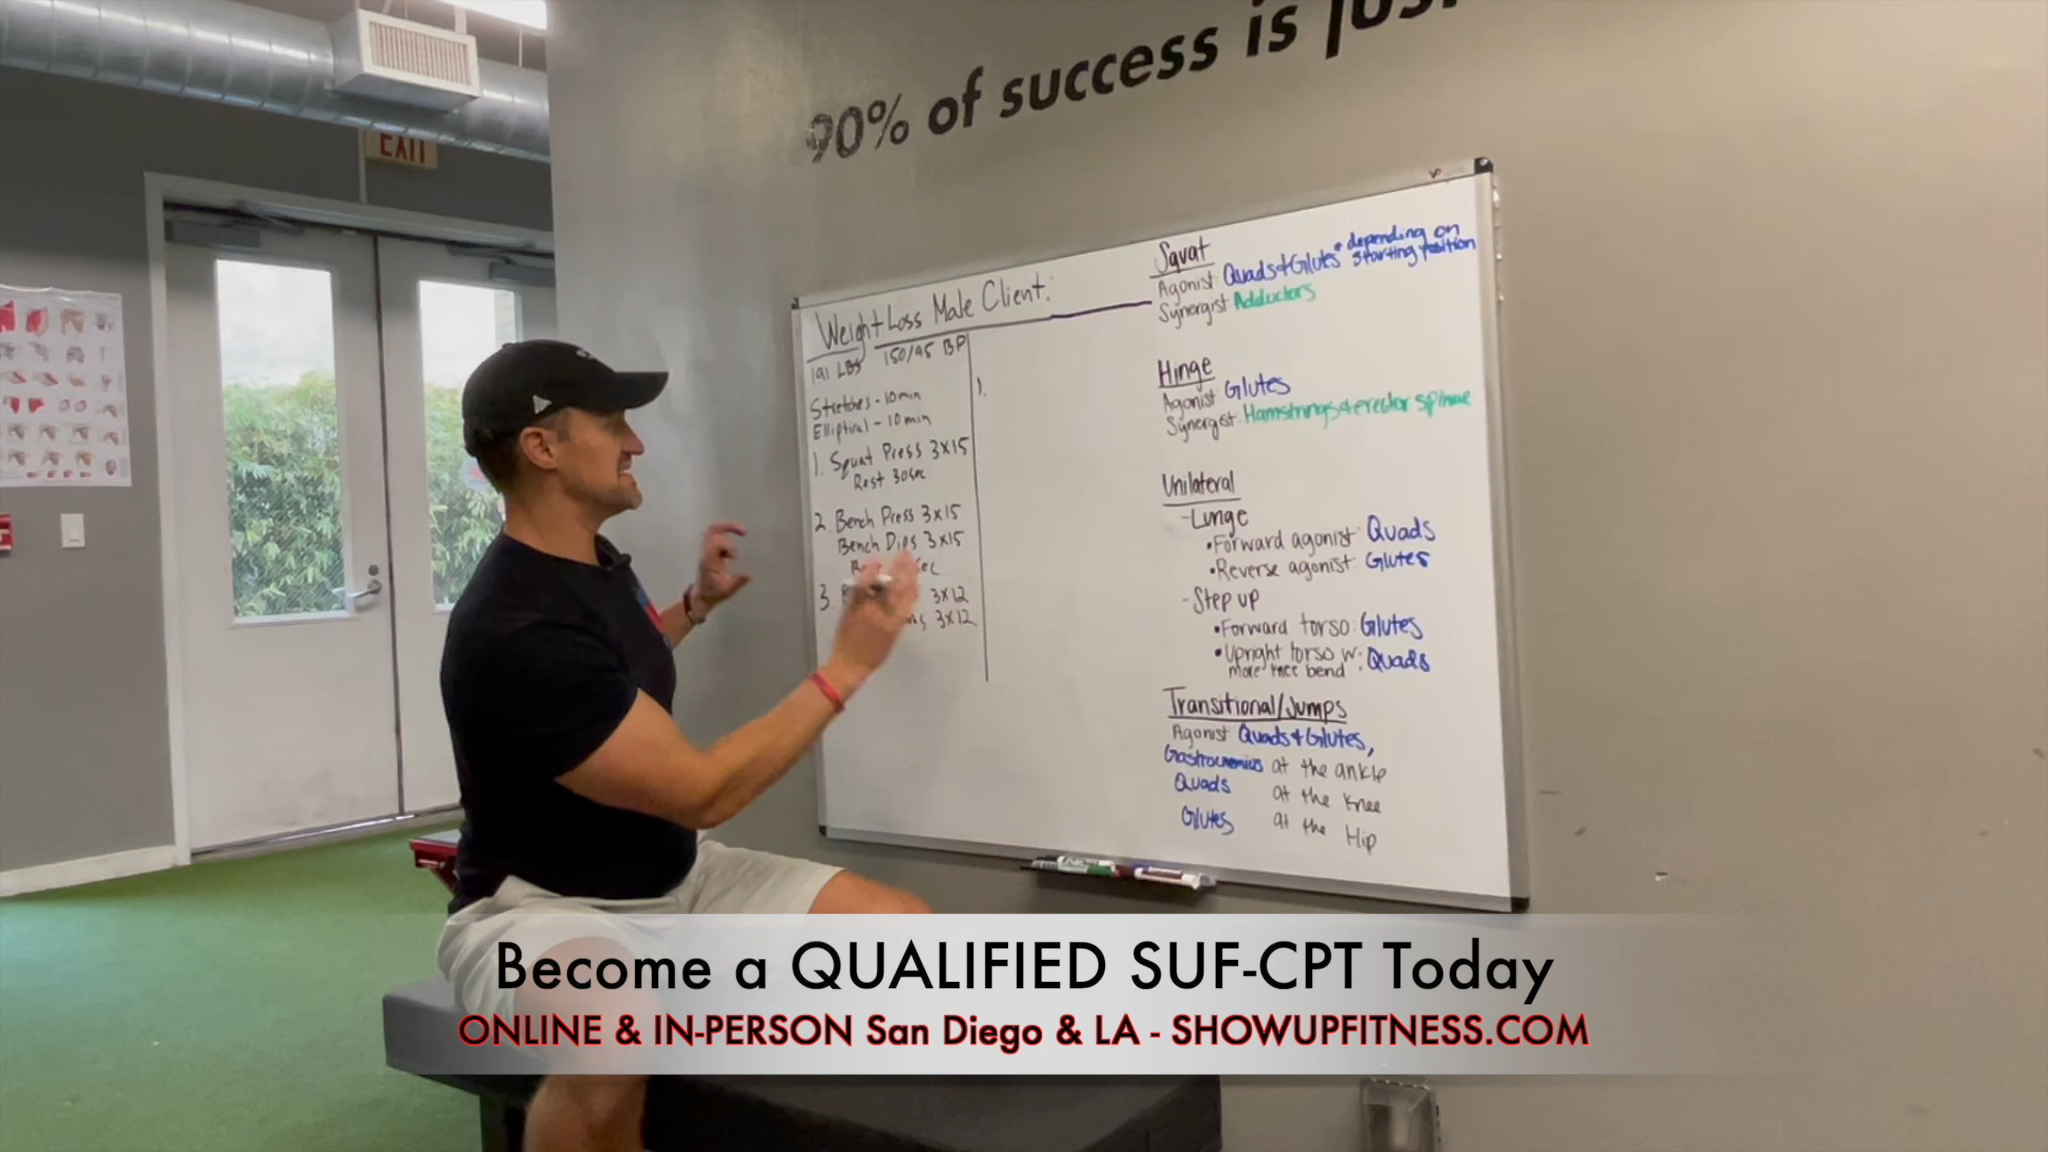 90% of success is jus
EXIT
Weight Loss Male Client:
191 LBS 150/95 BP
Stretches - 10 min
Elliptical - 10 min
1. Squat Press 3x15
Rest 30sec
2. Bench Press 3x15
Bench Dips 3x15
sec
3. 3x12
3x12
1.
Squat
Agonist Quads & Glutes * depending on
starting position
Synergist Adductors
Hinge
Agonist Glutes
Synergist: Hamstrings & erector spinae
Unilateral
- Lunge
• Forward agonist: Quads
• Reverse agonist: Glutes
- Step up
• Forward torso: Glutes
• Upright torso w: Quads
more knee bend
Transitional/Jumps
Agonist Quads & Glutes,
Gastrocnemius at the ankle
Quads at the knee
Glutes at the Hip
Become a QUALIFIED SUF-CPT Today
ONLINE & IN-PERSON San Diego & LA - SHOWUPFITNESS.COM